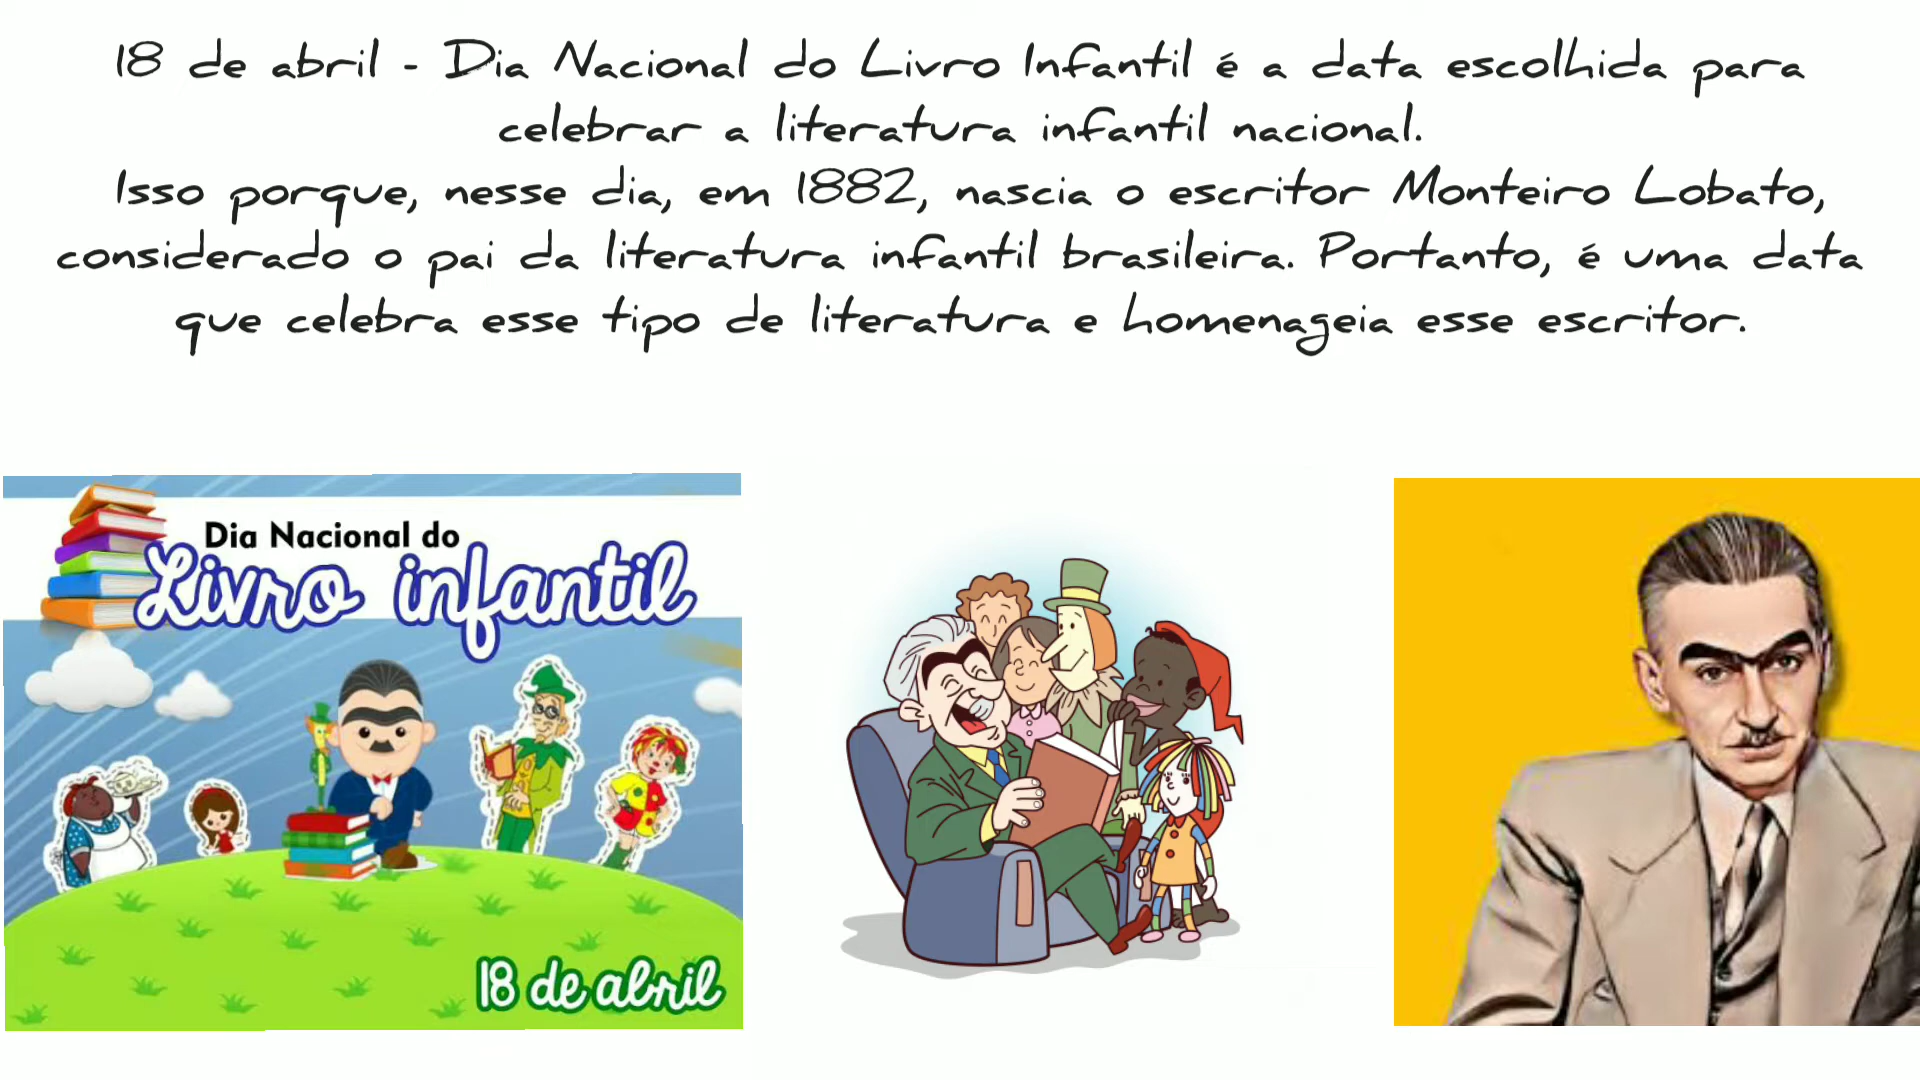 18 de abril - Dia Nacional do Livro Infantil é a data escolhida para
celebrar a literatura infantil nacional.
Isso porque, nesse dia, em 1882, nascia o escritor Monteiro Lobato,
considerado o pai da literatura infantil brasileira. Portanto, é uma data
que celebra esse tipo de literatura e homenageia esse escritor.
Dia Nacional do
Livro infantil
18 de abril